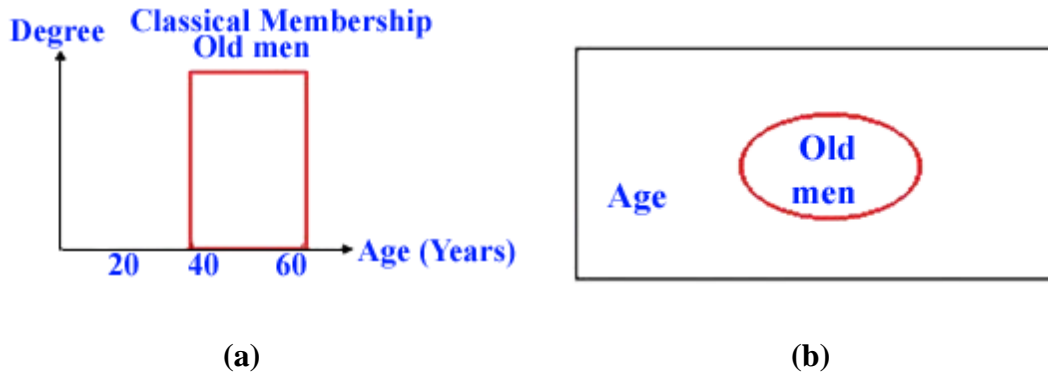 Classical Membership
Degree
Old men
Age (Years)
20 40 60
(a)
Old
men
Age
(b)